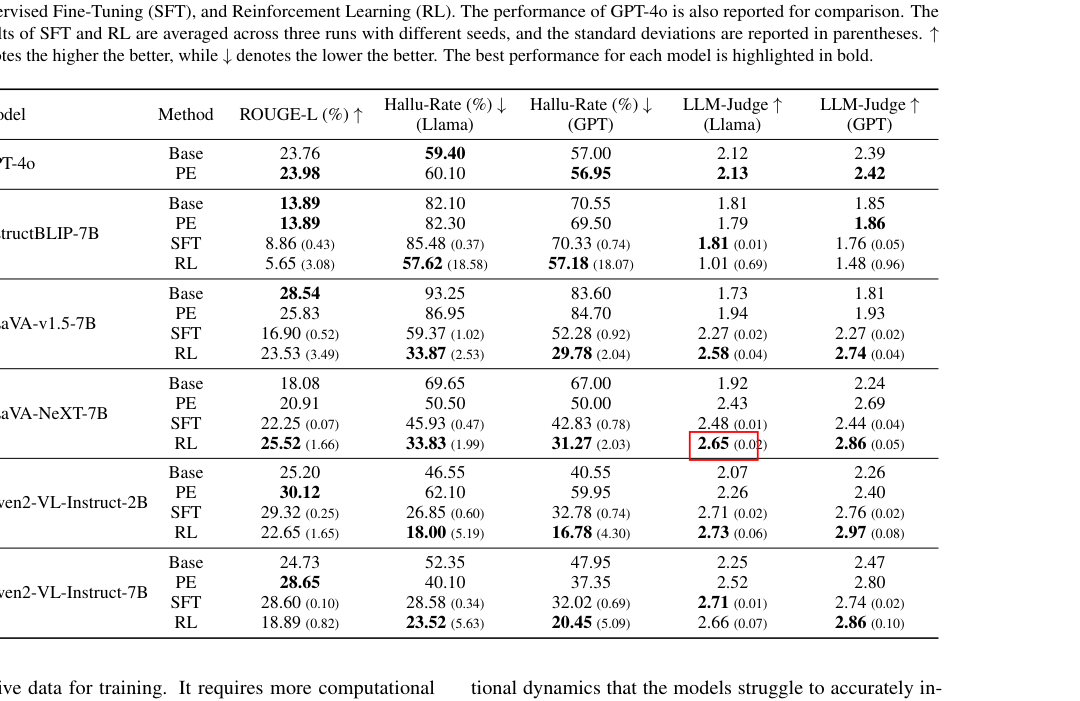 ervised Fine-Tuning (SFT), and Reinforcement Learning (RL). The performance of GPT-4o is also reported for comparison. The
lts of SFT and RL are averaged across three runs with different seeds, and the standard deviations are reported in parentheses. ↑
otes the higher the better, while ↓ denotes the lower the better. The best performance for each model is highlighted in bold.
odel Method ROUGE-L (%) ↑ Hallu-Rate (%) ↓ (Llama) Hallu-Rate (%) ↓ (GPT) LLM-Judge ↑ (Llama) LLM-Judge ↑ (GPT)
PT-4o
Base 23.76 59.40 57.00 2.12 2.39
PE 23.98 60.10 56.95 2.13 2.42
structBLIP-7B
Base 13.89 82.10 70.55 1.81 1.85
PE 13.89 82.30 69.50 1.79 1.86
SFT 8.86 (0.43) 85.48 (0.37) 70.33 (0.74) 1.81 (0.01) 1.76 (0.05)
RL 5.65 (3.08) 57.62 (18.58) 57.18 (18.07) 1.01 (0.69) 1.48 (0.96)
aVA-v1.5-7B
Base 28.54 93.25 83.60 1.73 1.81
PE 25.83 86.95 84.70 1.94 1.93
SFT 16.90 (0.52) 59.37 (1.02) 52.28 (0.92) 2.27 (0.02) 2.27 (0.02)
RL 23.53 (3.49) 33.87 (2.53) 29.78 (2.04) 2.58 (0.04) 2.74 (0.04)
aVA-NeXT-7B
Base 18.08 69.65 67.00 1.92 2.24
PE 20.91 50.50 50.00 2.43 2.69
SFT 22.25 (0.07) 45.93 (0.47) 42.83 (0.78) 2.48 (0.01) 2.44 (0.04)
RL 25.52 (1.66) 33.83 (1.99) 31.27 (2.03) 2.65 (0.02) 2.86 (0.05)
wen2-VL-Instruct-2B
Base 25.20 46.55 40.55 2.07 2.26
PE 30.12 62.10 59.95 2.26 2.40
SFT 29.32 (0.25) 26.85 (0.60) 32.78 (0.74) 2.71 (0.02) 2.76 (0.02)
RL 22.65 (1.65) 18.00 (5.19) 16.78 (4.30) 2.73 (0.06) 2.97 (0.08)
wen2-VL-Instruct-7B
Base 24.73 52.35 47.95 2.25 2.47
PE 28.65 40.10 37.35 2.52 2.80
SFT 28.60 (0.10) 28.58 (0.34) 32.02 (0.69) 2.71 (0.01) 2.74 (0.02)
RL 18.89 (0.82) 23.52 (5.63) 20.45 (5.09) 2.66 (0.07) 2.86 (0.10)
ive data for training. It requires more computational
tional dynamics that the models struggle to accurately in-